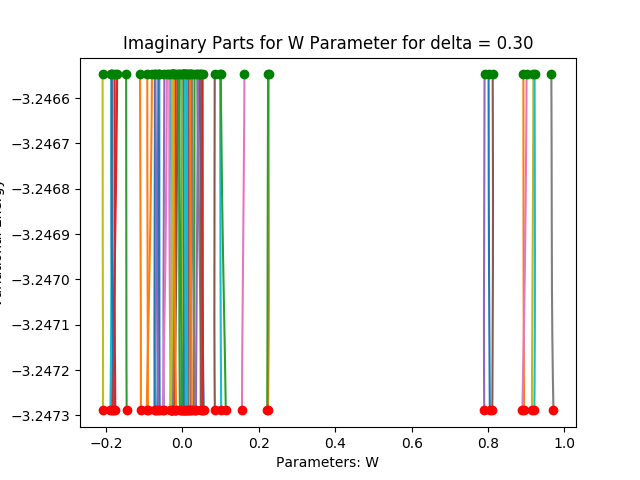 Imaginary Parts for W Parameter for delta = 0.30
−3.2466
−3.2467
−3.2468
−3.2469
−3.2470
−3.2471
−3.2472
−3.2473
−0.2 0.0 0.2 0.4 0.6 0.8 1.0
Parameters: W